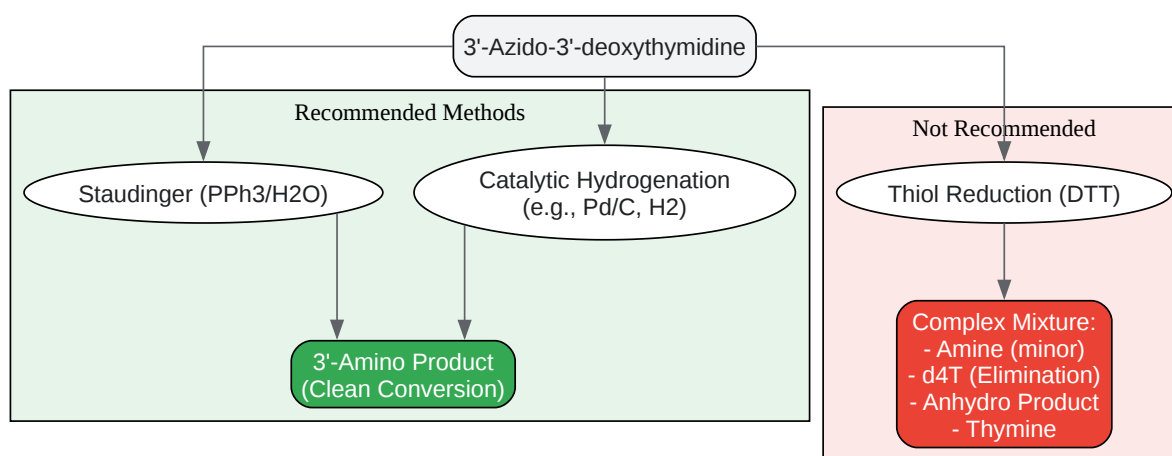 3'-Azido-3'-deoxythymidine
Recommended Methods
Not Recommended
Staudinger (PPh3/H2O)
Catalytic Hydrogenation
(e.g., Pd/C, H2)
Thiol Reduction (DTT)
3'-Amino Product
(Clean Conversion)
Complex Mixture:
- Amine (minor)
- d4T (Elimination)
- Anhydro Product
- Thymine